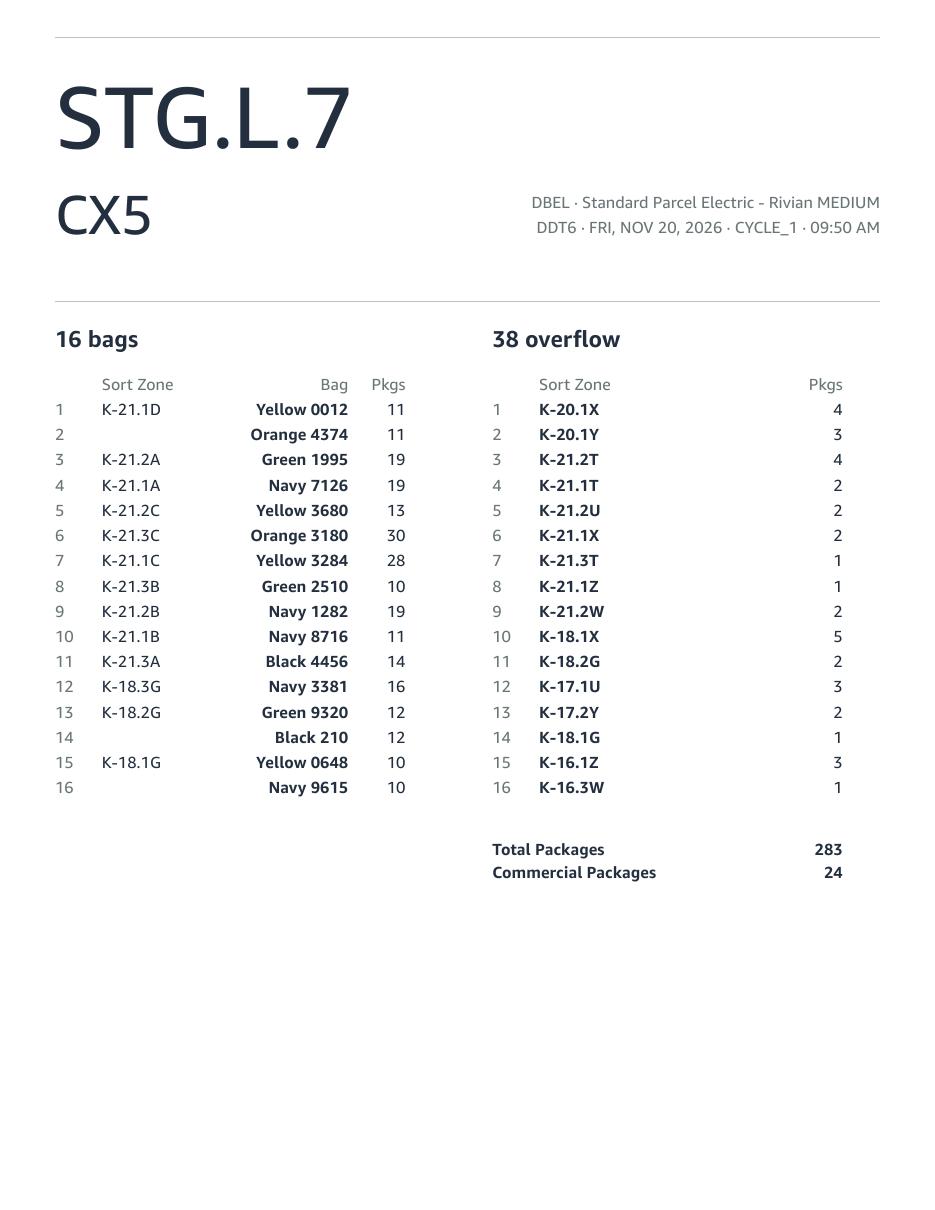 STG.L.7
CX5
DBEL · Standard Parcel Electric - Rivian MEDIUM
DDT6 · FRI, NOV 20, 2026 · CYCLE_1 · 09:50 AM
16 bags
Sort Zone Bag Pkgs
1 K-21.1D Yellow 0012 11
2 Orange 4374 11
3 K-21.2A Green 1995 19
4 K-21.1A Navy 7126 19
5 K-21.2C Yellow 3680 13
6 K-21.3C Orange 3180 30
7 K-21.1C Yellow 3284 28
8 K-21.3B Green 2510 10
9 K-21.2B Navy 1282 19
10 K-21.1B Navy 8716 11
11 K-21.3A Black 4456 14
12 K-18.3G Navy 3381 16
13 K-18.2G Green 9320 12
14 Black 210 12
15 K-18.1G Yellow 0648 10
16 Navy 9615 10
38 overflow
Sort Zone Pkgs
1 K-20.1X 4
2 K-20.1Y 3
3 K-21.2T 4
4 K-21.1T 2
5 K-21.2U 2
6 K-21.1X 2
7 K-21.3T 1
8 K-21.1Z 1
9 K-21.2W 2
10 K-18.1X 5
11 K-18.2G 2
12 K-17.1U 3
13 K-17.2Y 2
14 K-18.1G 1
15 K-16.1Z 3
16 K-16.3W 1
Total Packages 283
Commercial Packages 24